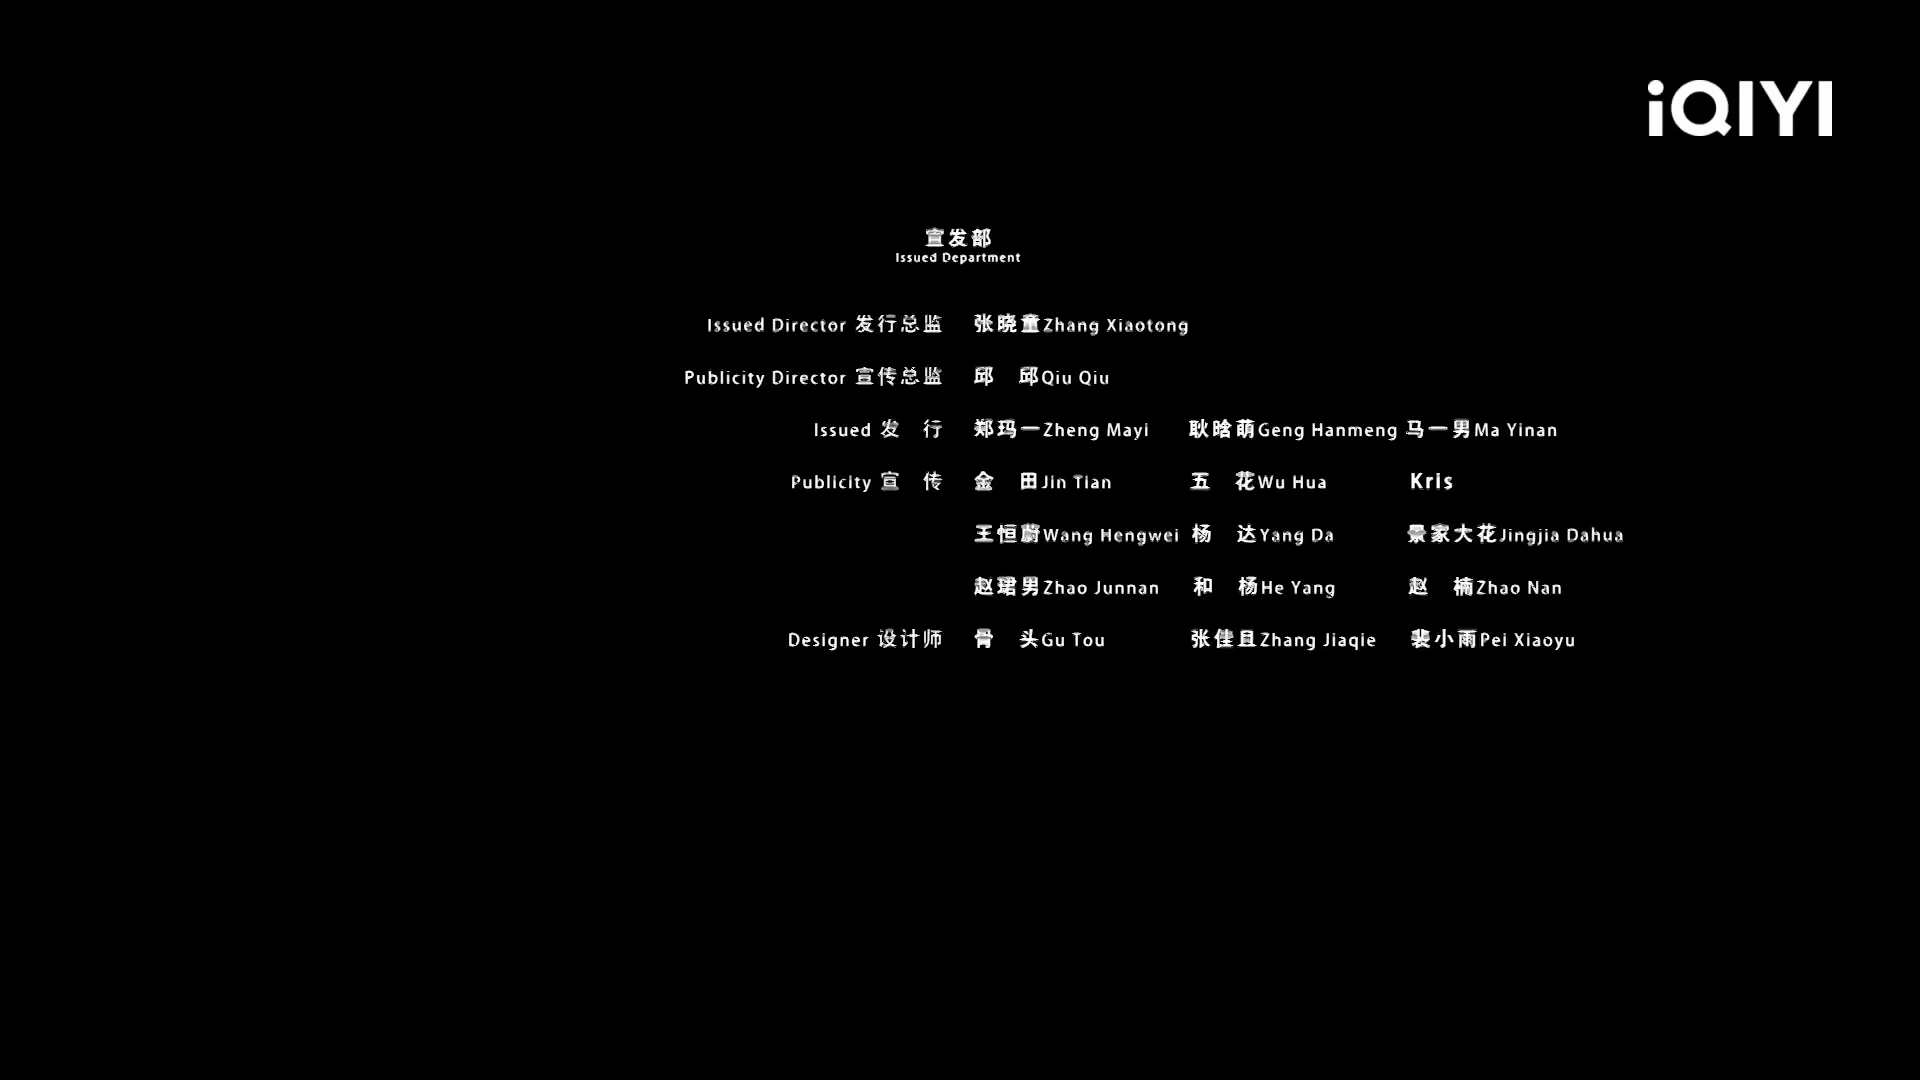 iQIYI
宣发部
Issued Department
Issued Director 发行总监 张晓童Zhang Xiaotong
Publicity Director 宣传总监 邱 邱Qiu Qiu
Issued 发 行 郑玛一Zheng Mayi 耿晗萌Geng Hanmeng 马一男Ma Yinan
Publicity 宣 传 金 田Jin Tian 五 花Wu Hua Kris
王恒蔚Wang Hengwei 杨 达Yang Da 景家大花Jingjia Dahua
赵珺男Zhao Junnan 和 杨He Yang 赵 楠Zhao Nan
Designer 设计师 骨 头Gu Tou 张佳且Zhang Jiaqie 裴小雨Pei Xiaoyu